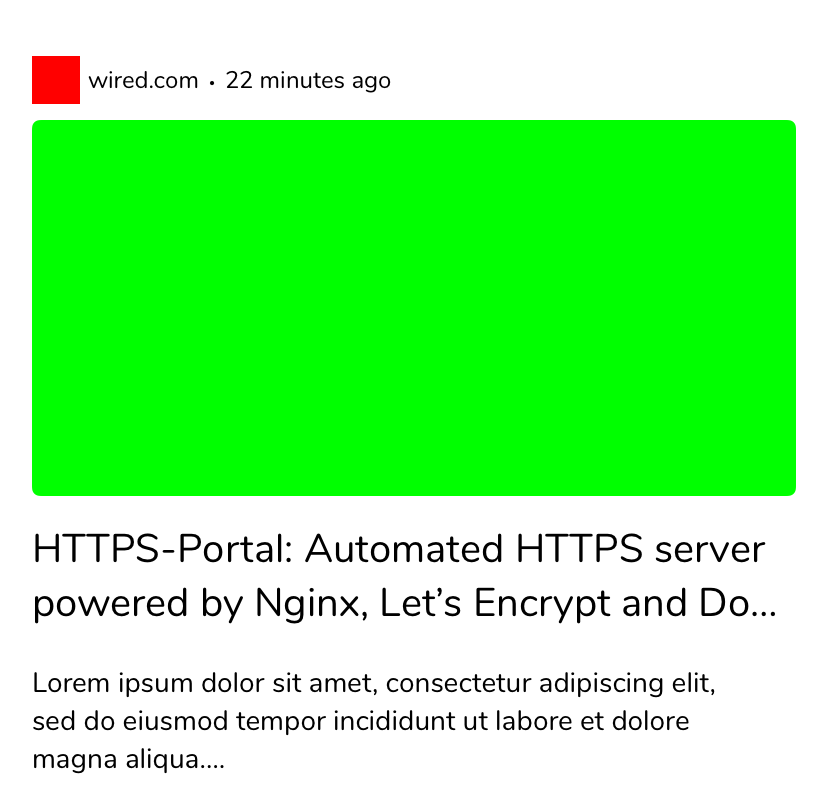 wired.com · 22 minutes ago
HTTPS-Portal: Automated HTTPS server
powered by Nginx, Let’s Encrypt and Do...
Lorem ipsum dolor sit amet, consectetur adipiscing elit,
sed do eiusmod tempor incididunt ut labore et dolore
magna aliqua....